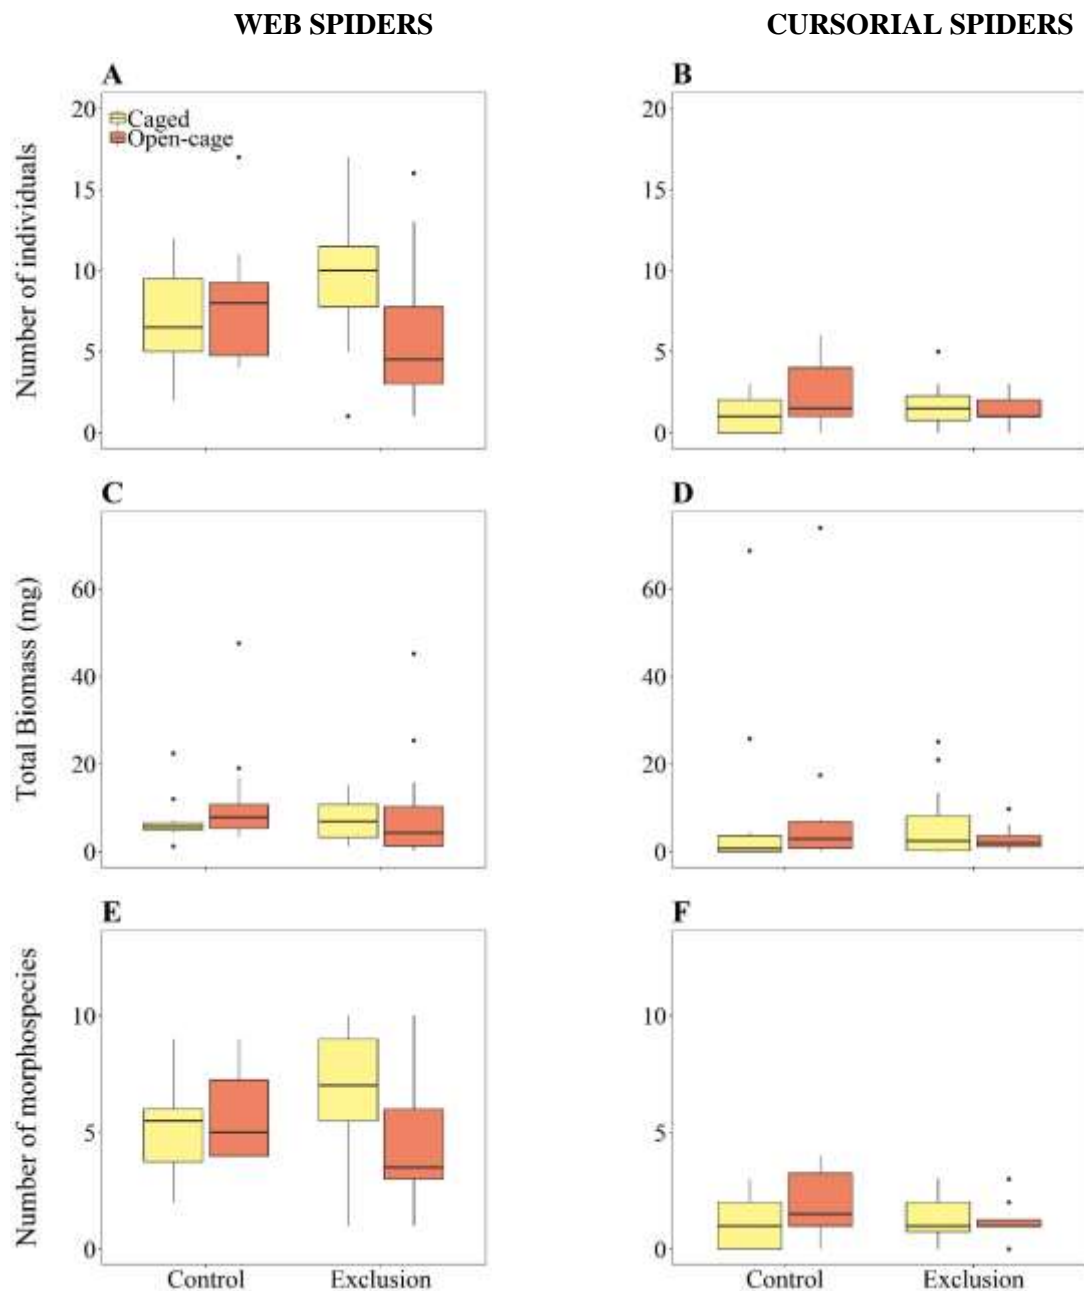 WEB SPIDERS
CURSORIAL SPIDERS
A
B
Number of individuals
20
15
10
5
0
Caged
Open-cage
20
15
10
5
0
C
D
Total Biomass (mg)
60
40
20
0
60
40
20
0
E
F
Number of morphospecies
10
5
0
Control
Exclusion
10
5
0
Control
Exclusion